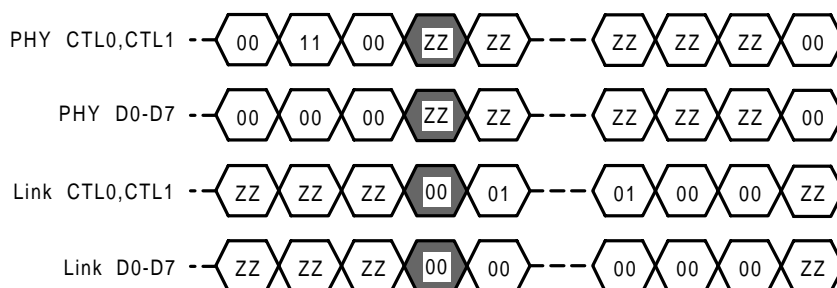 PHY CTL0,CTL1 00 11 00 ZZ ZZ ZZ ZZ ZZ 00
PHY D0-D7 00 00 00 ZZ ZZ ZZ ZZ ZZ 00
Link CTL0,CTL1 ZZ ZZ ZZ 00 01 01 00 00 ZZ
Link D0-D7 ZZ ZZ ZZ 00 00 00 00 00 ZZ